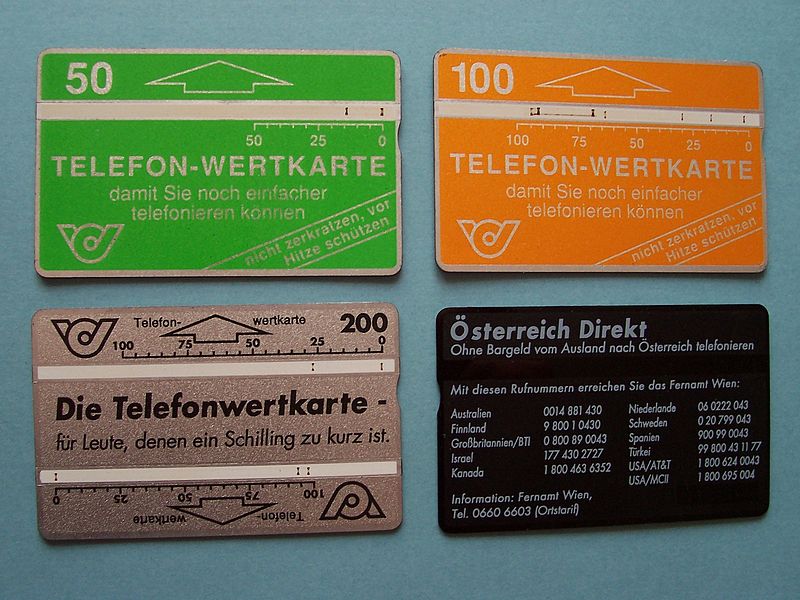 50
50 25 0
TELEFON-WERTKARTE
damit Sie noch einfacher
telefonieren können
nicht zerkratzen, vor
Hitze schützen
100
100 75 50 25 0
TELEFON-WERTKARTE
damit Sie noch einfacher
telefonieren können
nicht zerkratzen, vor
Hitze schützen
Telefon- wertkarte 200
100 75 50 25 0
Die Telefonwertkarte -
für Leute, denen ein Schilling zu kurz ist.
0 25 50 75 100
wertkarte Telefon-
Österreich Direkt
Ohne Bargeld vom Ausland nach Österreich telefonieren
Mit diesen Rufnummern erreichen Sie das Fernamt Wien:
Australien 0014 881 430
Finnland 9 800 1 0430
Großbritannien/BTI 0 800 89 0043
Israel 177 430 2727
Kanada 1 800 463 6352
Niederlande 06 0222 043
Schweden 0 20 799 043
Spanien 900 99 0043
Türkei 99 800 43 11 77
USA/AT&T 1 800 624 0043
USA/MCII 1 800 695 004
Information: Fernamt Wien,
Tel. 0660 6603 (Ortstarif)